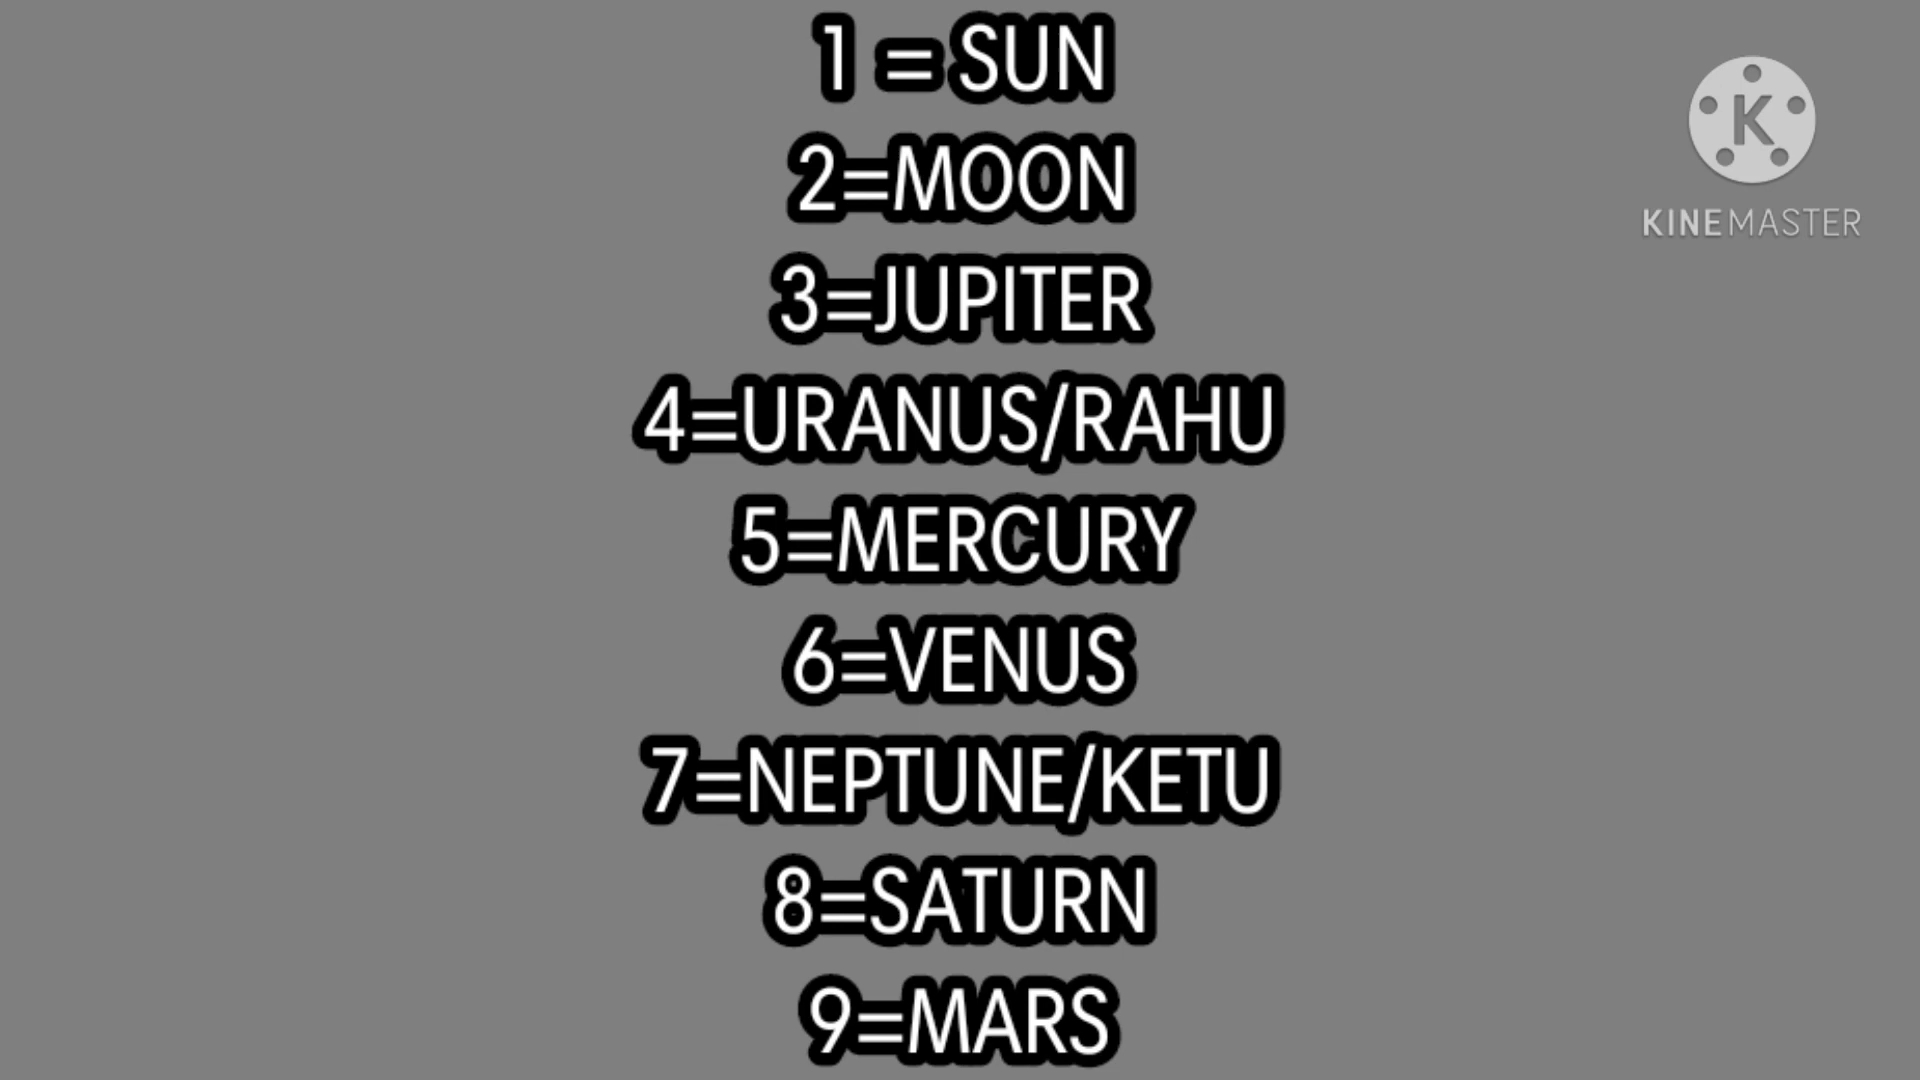 1 = SUN
2=MOON
3=JUPITER
4=URANUS/RAHU
5=MERCURY
6=VENUS
7=NEPTUNE/KETU
8=SATURN
9=MARS
K
KINEMASTER